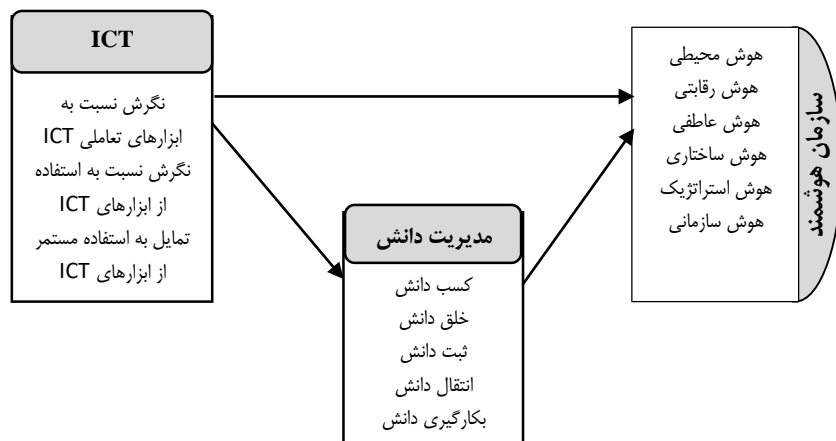 ICT
نگرش نسبت به
ابزارهای تعاملی ICT
نگرش نسبت به استفاده
از ابزارهای ICT
تمایل به استفاده مستمر
از ابزارهای ICT
مدیریت دانش
کسب دانش
خلق دانش
ثبت دانش
انتقال دانش
بکارگیری دانش
سازمان هوشمند
هوش محیطی
هوش رقابتی
هوش عاطفی
هوش ساختاری
هوش استراتژیک
هوش سازمانی